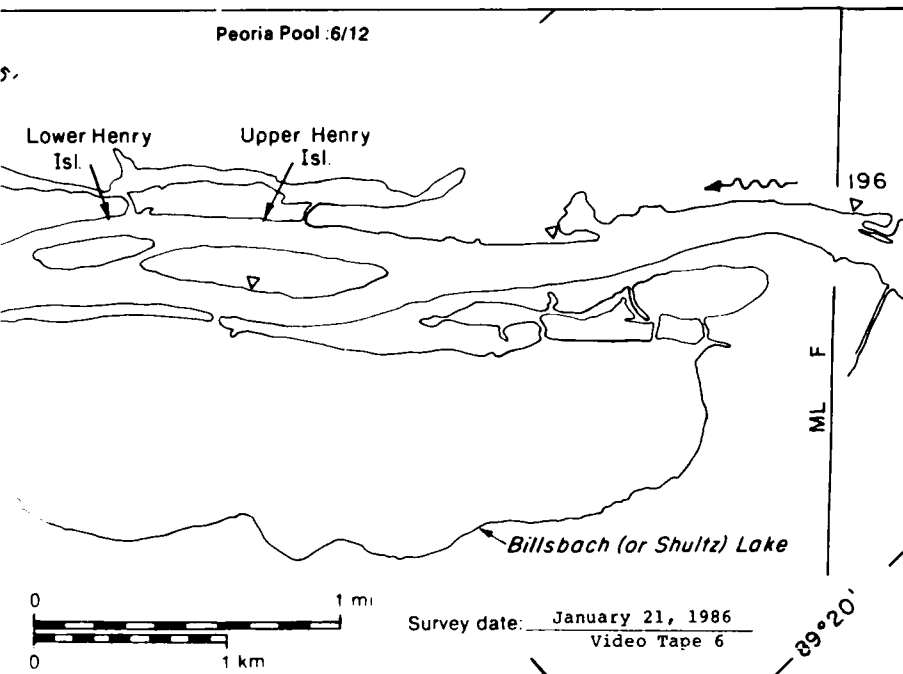 Peoria Pool :6/12
s.
Lower Henry
Isl.
Upper Henry
Isl.
196
ML F
Billsbach (or Shultz) Lake
0 1 mi
0 1 km
Survey date: January 21, 1986
Video Tape 6
89°20'